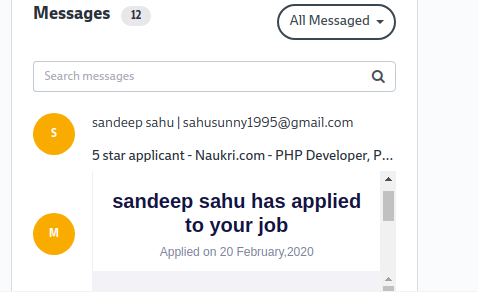 Messages 12
All Messaged
Search messages
S
sandeep sahu | sahusunny1995@gmail.com
5 star applicant - Naukri.com - PHP Developer, P...
M
sandeep sahu has applied
to your job
Applied on 20 February,2020